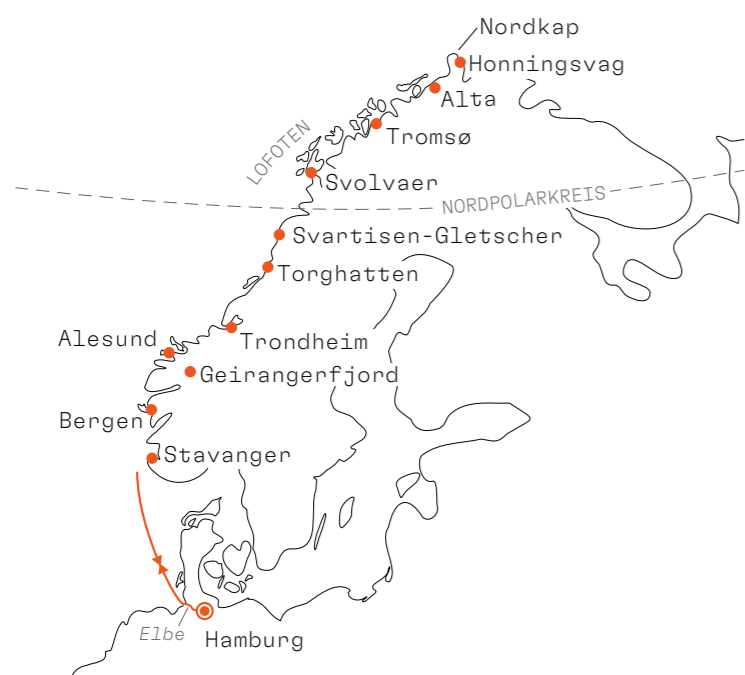 Nordkap
Honningsvag
Alta
Tromsø
LOFOTEN
Svolvaer
NORDPOLARKREIS
Svartisen-Gletscher
Torghatten
Trondheim
Alesund
Geirangerfjord
Bergen
Stavanger
Elbe
Hamburg